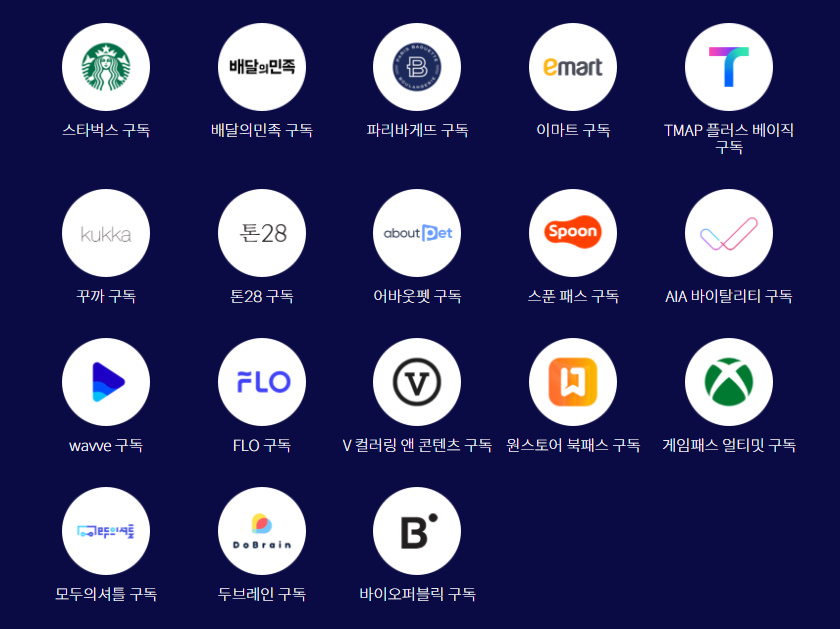 배달의민족
PARIS BAGUETTE
B
BOULANGERIE
emart
T
스타벅스 구독
배달의민족 구독
파리바게뜨 구독
이마트 구독
TMAP 플러스 베이직
구독
kukka
톤28
aboutPet
Spoon
꾸까 구독
톤28 구독
어바웃펫 구독
스푼 패스 구독
AIA 바이탈리티 구독
FLO
V
wavve 구독
FLO 구독
V 컬러링 앤 콘텐츠 구독
원스토어 북패스 구독
게임패스 얼티밋 구독
모두의셔틀
DoBrain
B
모두의셔틀 구독
두브레인 구독
바이오퍼블릭 구독